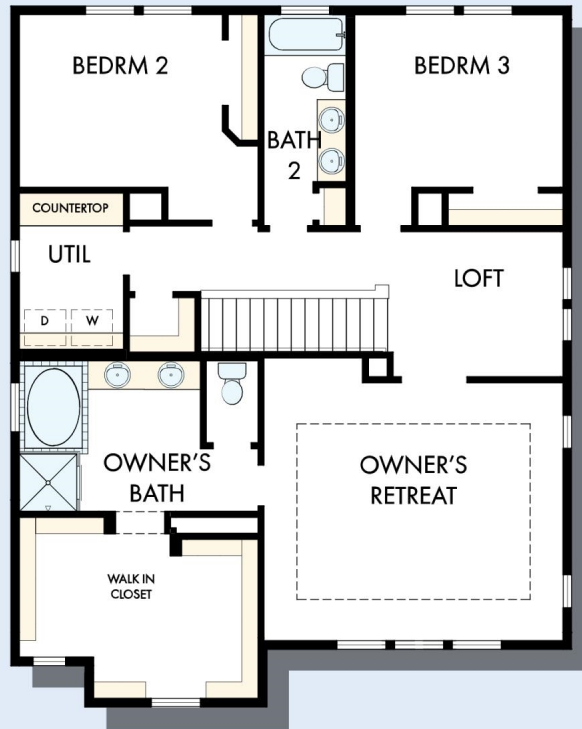 BEDRM 2
BEDRM 3
BATH
2
COUNTERTOP
UTIL
LOFT
D
W
OWNER'S
BATH
OWNER'S
RETREAT
WALK IN
CLOSET